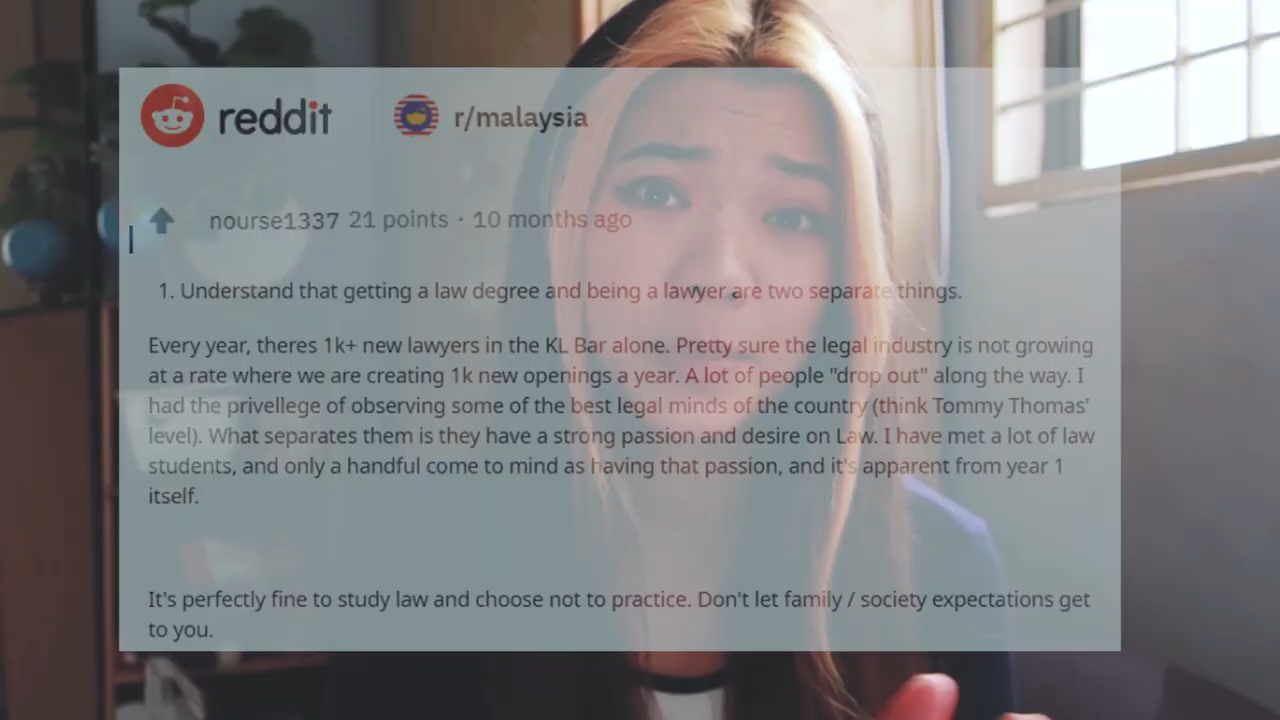 reddit r/malaysia
nourse1337 21 points · 10 months ago
1. Understand that getting a law degree and being a lawyer are two separate things.
Every year, theres 1k+ new lawyers in the KL Bar alone. Pretty sure the legal industry is not growing
at a rate where we are creating 1k new openings a year. A lot of people "drop out" along the way. I
had the privellege of observing some of the best legal minds of the country (think Tommy Thomas'
level). What separates them is they have a strong passion and desire on Law. I have met a lot of law
students, and only a handful come to mind as having that passion, and it's apparent from year 1
itself.
It's perfectly fine to study law and choose not to practice. Don't let family / society expectations get
to you.